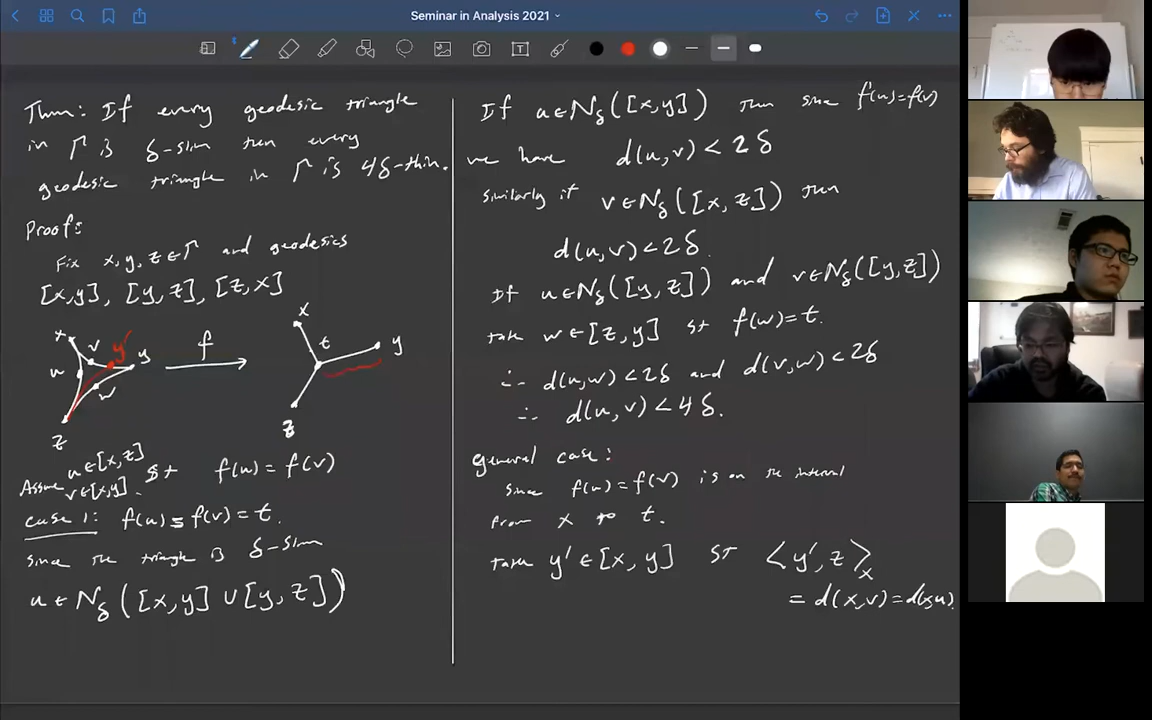 Seminar in Analysis 2021
Thm: If every geodesic triangle
in Γ is δ-slim then every
geodesic triangle in Γ is 4δ-thin.
Proof:
Fix x, y, z ∈ Γ and geodesics
[x,y], [y,z], [z,x]
x
v
y'
y
u
w
z
f
x
t
y
z
Assume u∈[x,z]
v∈[x,y] st f(u) = f(v)
case 1: f(u) = f(v) = t.
Since the triangle is δ-slim
u ∈ N_δ([x,y] ∪ [y,z])
If u ∈ N_δ([x,y]) then since f(u)=f(v)
we have d(u,v) < 2δ
similarly if v ∈ N_δ([x,z]) then
d(u,v) < 2δ.
If u ∈ N_δ([y,z]) and v ∈ N_δ([y,z])
take w ∈ [z,y] st f(w) = t.
∴ d(u,w) < 2δ and d(v,w) < 2δ
∴ d(u,v) < 4δ.
general case:
Since f(u) = f(v) is on the interval
from x to t.
take y' ∈ [x,y] st ⟨y', z⟩_x
= d(x,v) = d(x,u).